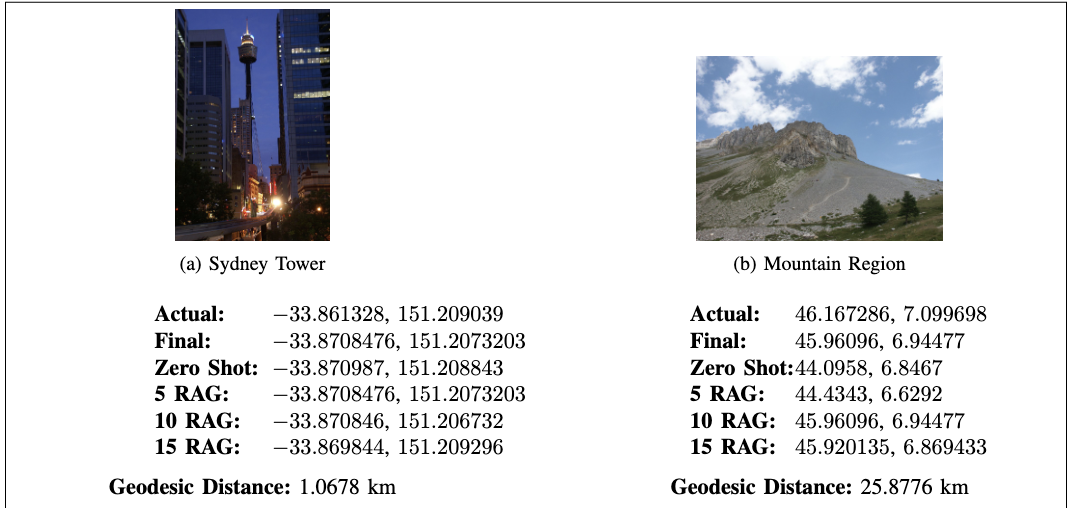 (a) Sydney Tower
Actual: −33.861328, 151.209039
Final: −33.8708476, 151.2073203
Zero Shot: −33.870987, 151.208843
5 RAG: −33.8708476, 151.2073203
10 RAG: −33.870846, 151.206732
15 RAG: −33.869844, 151.209296
Geodesic Distance: 1.0678 km
(b) Mountain Region
Actual: 46.167286, 7.099698
Final: 45.96096, 6.94477
Zero Shot: 44.0958, 6.8467
5 RAG: 44.4343, 6.6292
10 RAG: 45.96096, 6.94477
15 RAG: 45.920135, 6.869433
Geodesic Distance: 25.8776 km